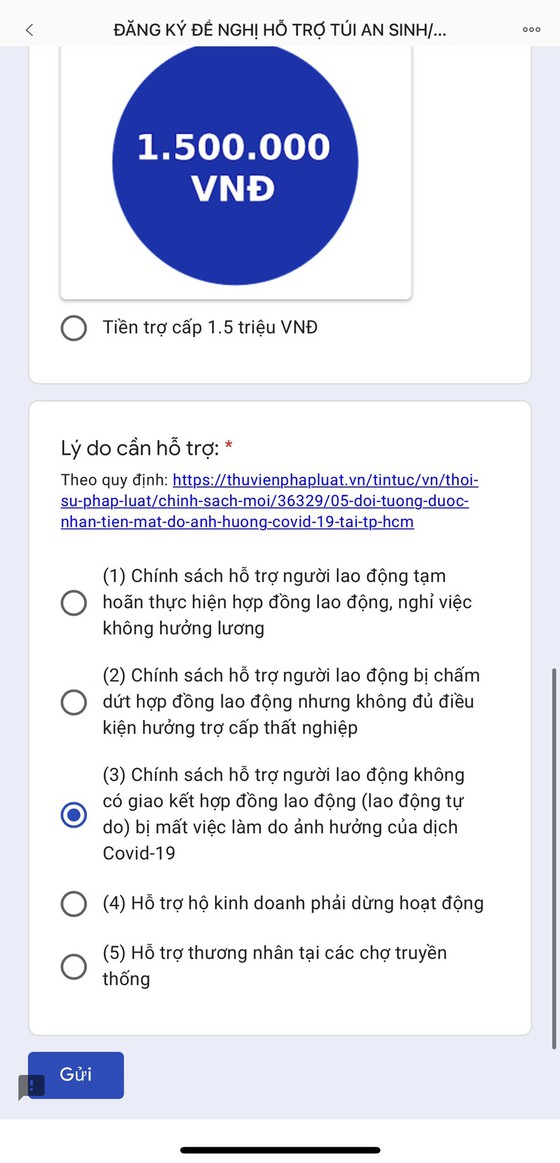 ĐĂNG KÝ ĐỀ NGHỊ HỖ TRỢ TÚI AN SINH/...
1.500.000
VNĐ
Tiền trợ cấp 1.5 triệu VNĐ
Lý do cần hỗ trợ: *
Theo quy định: https://thuvienphapluat.vn/tintuc/vn/thoi-
su-phap-luat/chinh-sach-moi/36329/05-doi-tuong-duoc-
nhan-tien-mat-do-anh-huong-covid-19-tai-tp-hcm
(1) Chính sách hỗ trợ người lao động tạm
hoãn thực hiện hợp đồng lao động, nghỉ việc
không hưởng lương
(2) Chính sách hỗ trợ người lao động bị chấm
dứt hợp đồng lao động nhưng không đủ điều
kiện hưởng trợ cấp thất nghiệp
(3) Chính sách hỗ trợ người lao động không
có giao kết hợp đồng lao động (lao động tự
do) bị mất việc làm do ảnh hưởng của dịch
Covid-19
(4) Hỗ trợ hộ kinh doanh phải dừng hoạt động
(5) Hỗ trợ thương nhân tại các chợ truyền
thống
Gửi